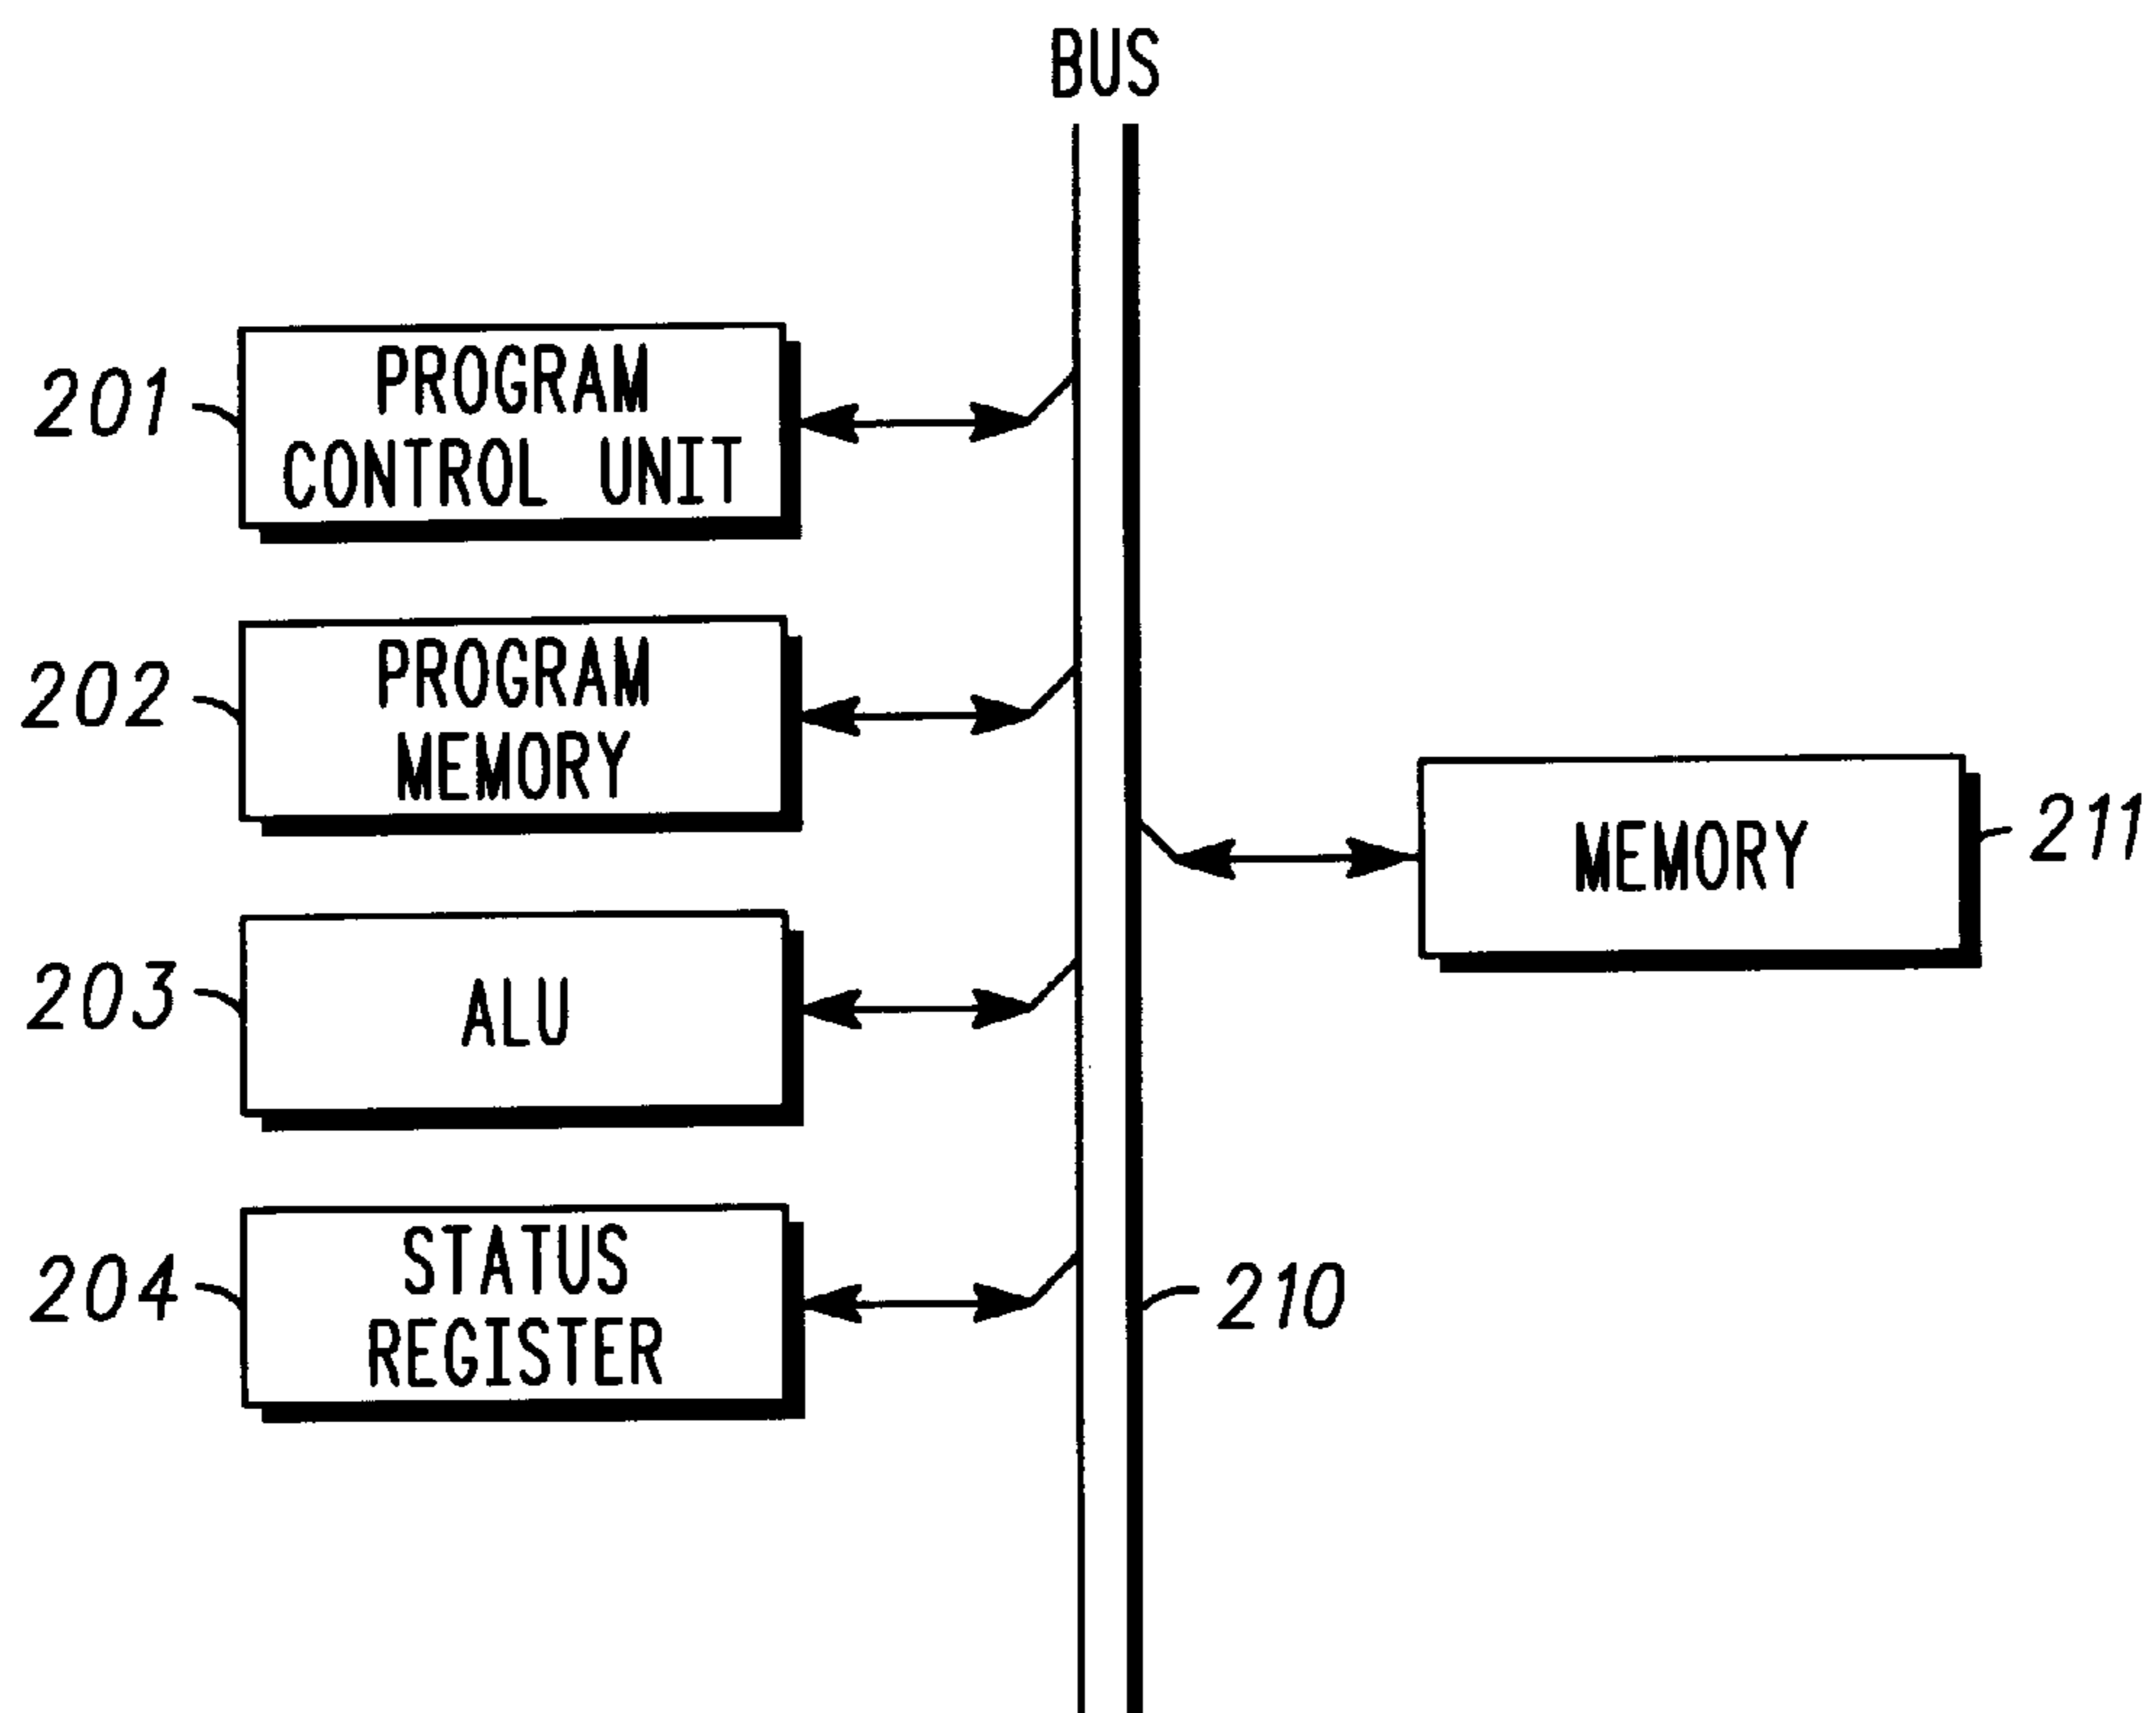 BUS
201
PROGRAM
CONTROL UNIT
202
PROGRAM
MEMORY
MEMORY
211
203
ALU
204
STATUS
REGISTER
210